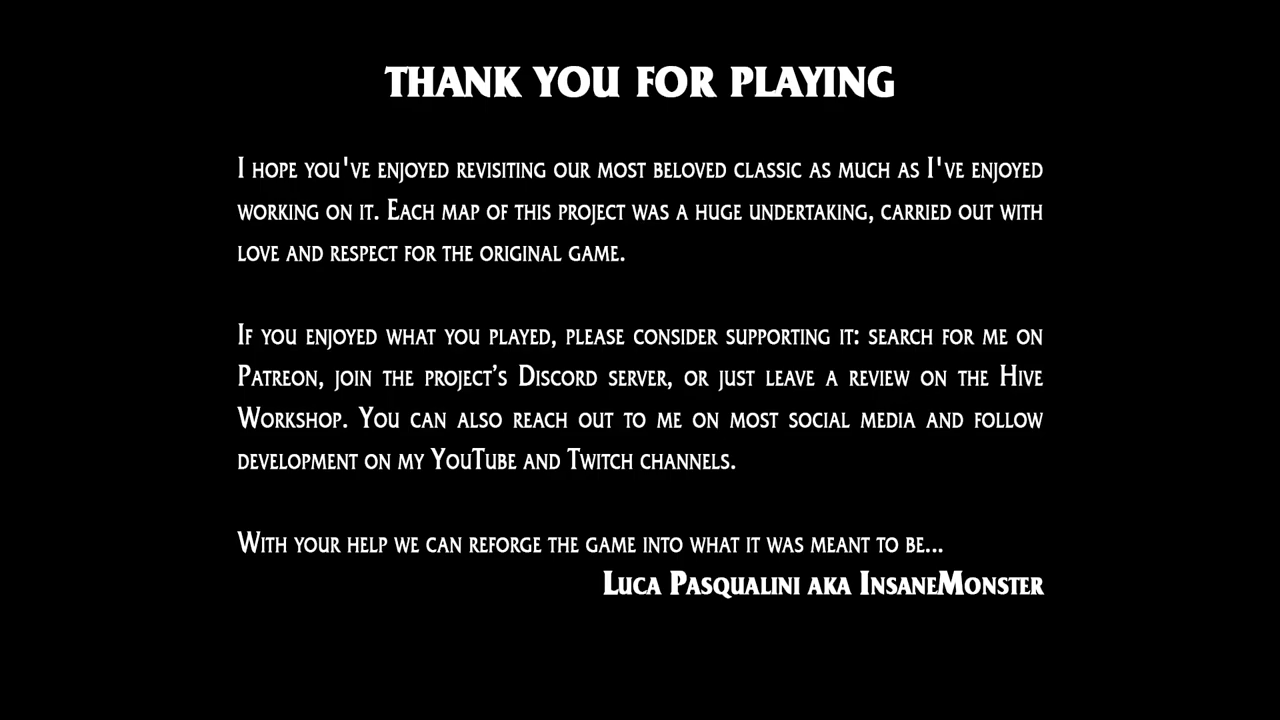 THANK YOU FOR PLAYING
I hope you've enjoyed revisiting our most beloved classic as much as I've enjoyed
working on it. Each map of this project was a huge undertaking, carried out with
love and respect for the original game.
If you enjoyed what you played, please consider supporting it: search for me on
Patreon, join the project’s Discord server, or just leave a review on the Hive
Workshop. You can also reach out to me on most social media and follow
development on my YouTube and Twitch channels.
With your help we can reforge the game into what it was meant to be...
Luca Pasqualini aka InsaneMonster